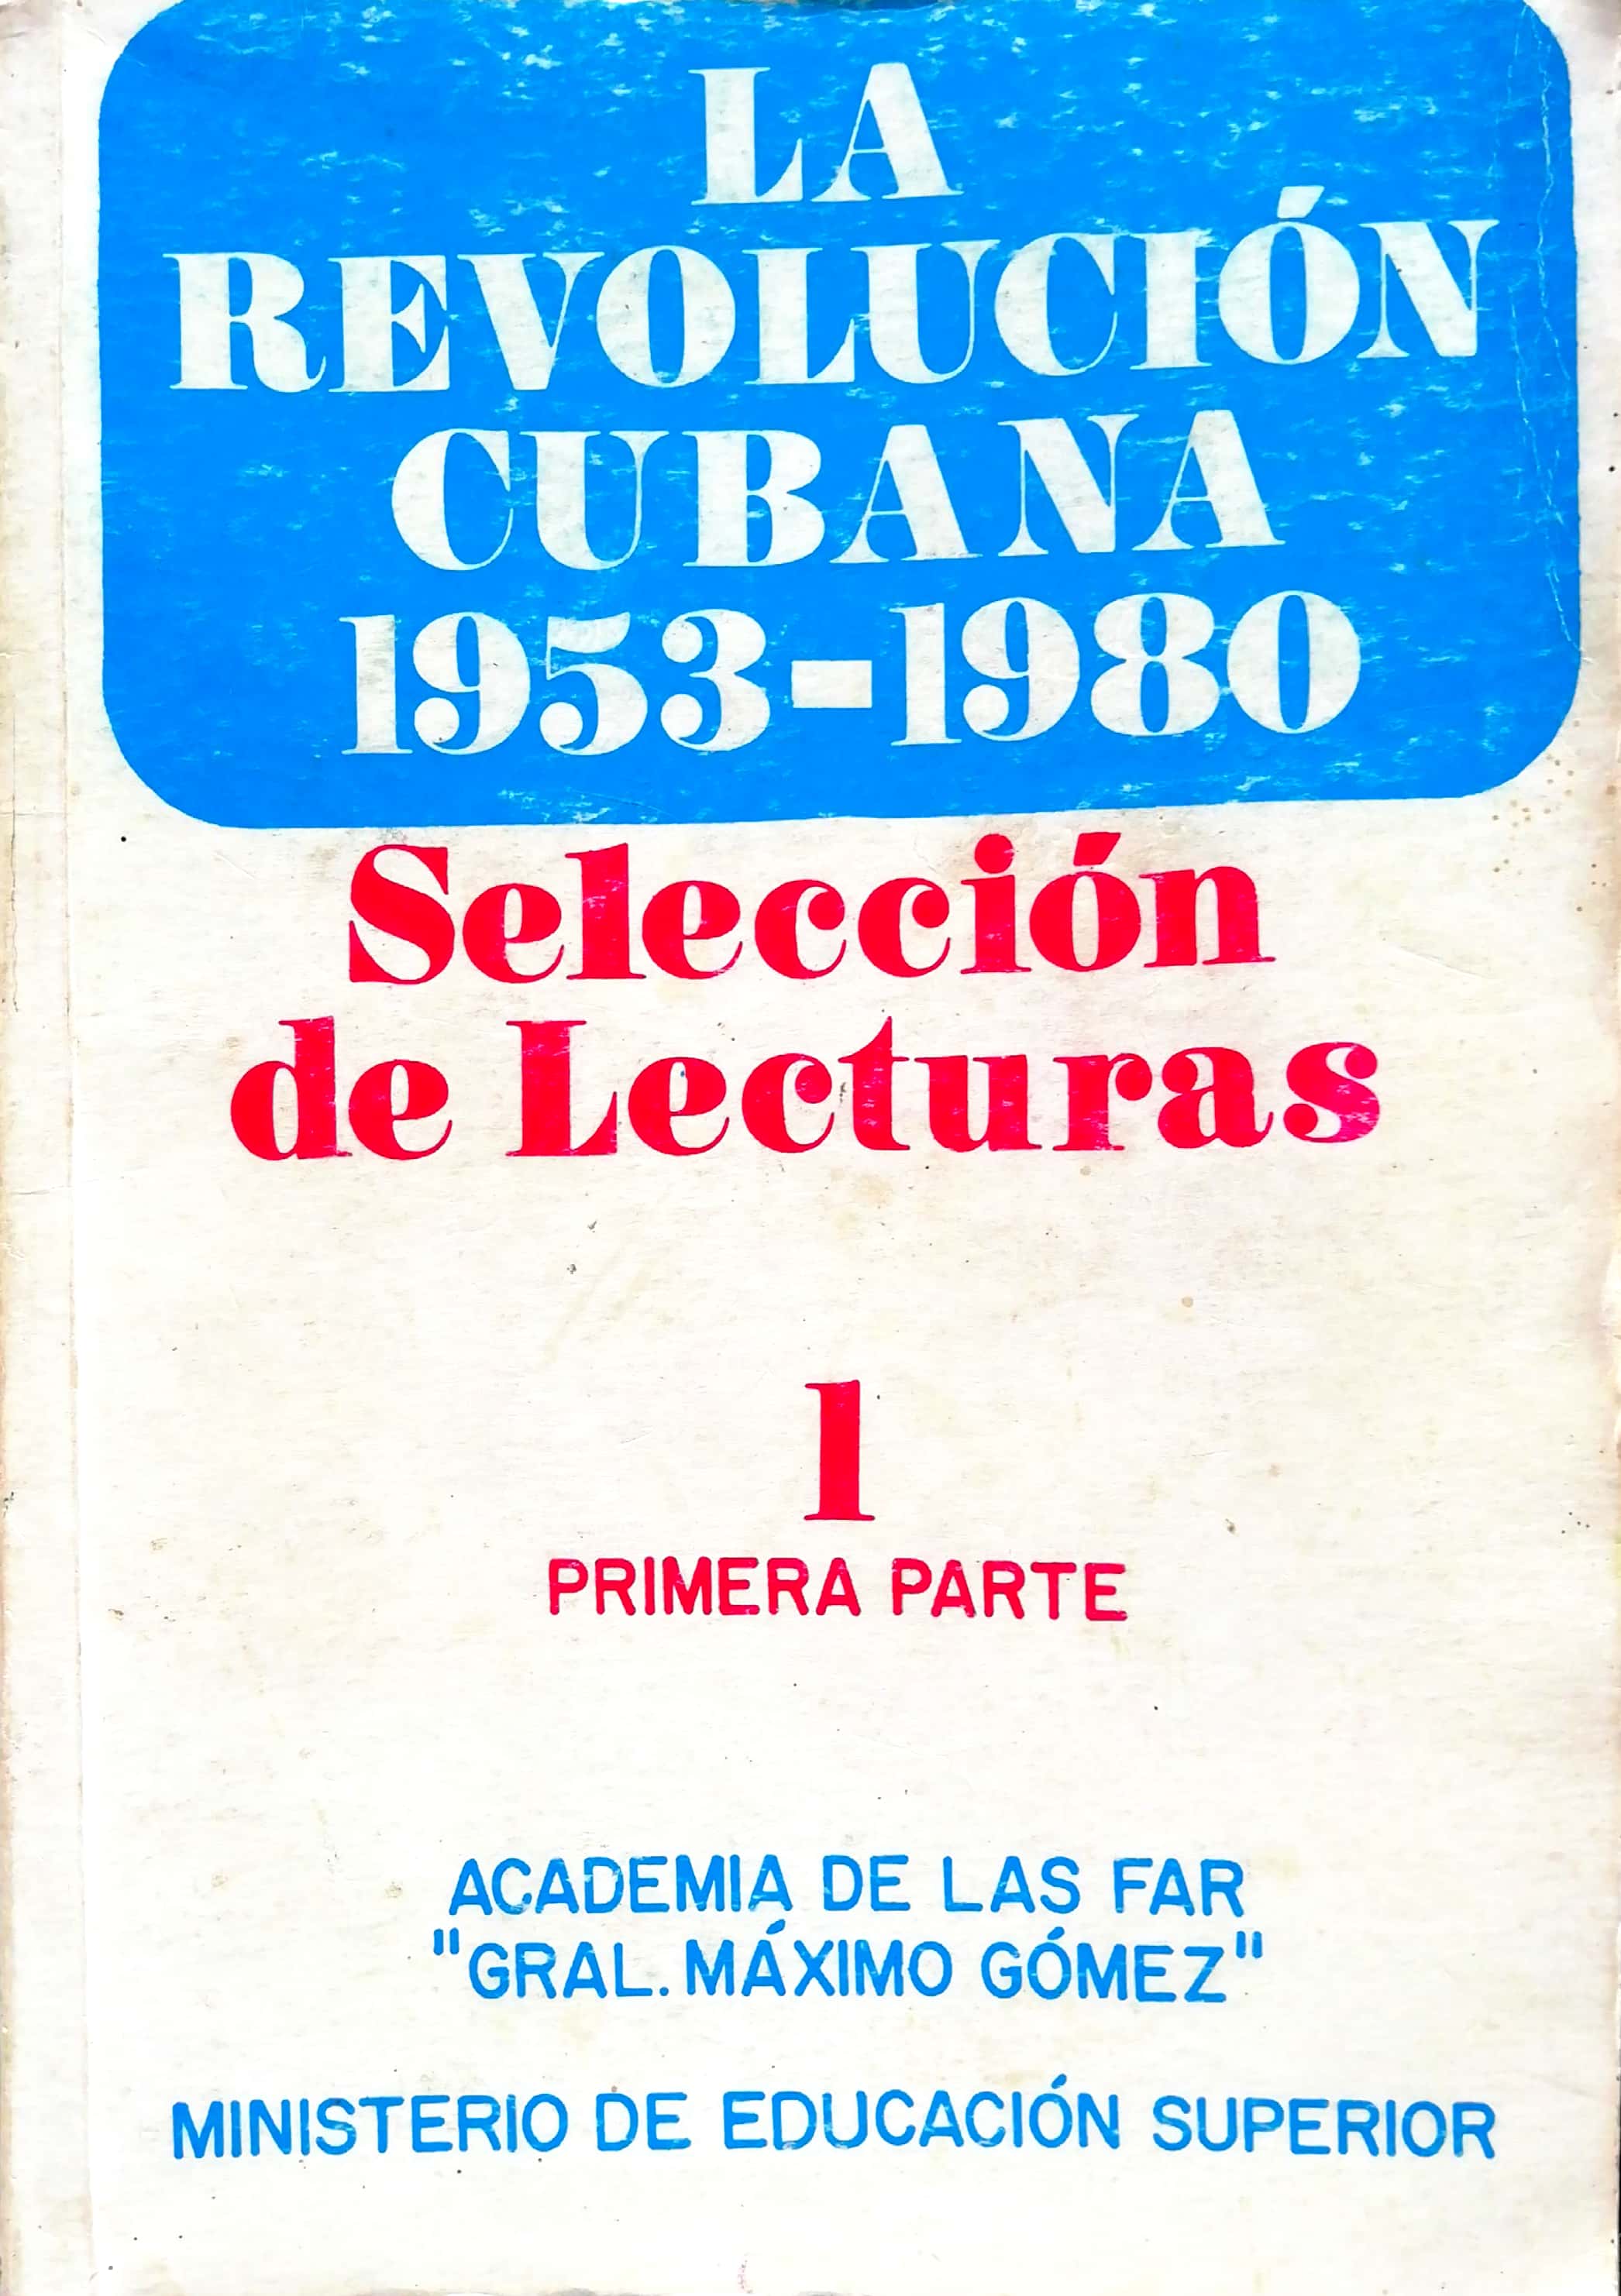 LA
REVOLUCIÓN
CUBANA
1953-1980
Selección
de Lecturas
1
PRIMERA PARTE
ACADEMIA DE LAS FAR
"GRAL. MÁXIMO GÓMEZ"
MINISTERIO DE EDUCACIÓN SUPERIOR